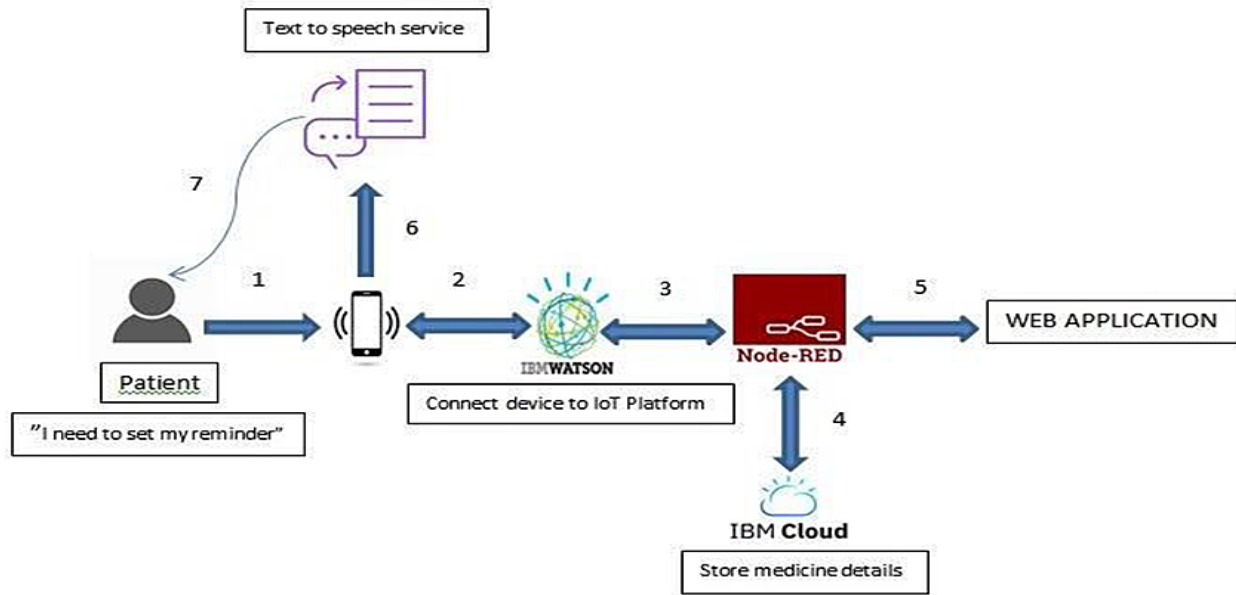 Text to speech service
7
6
1
2
3
5
WEB APPLICATION
IBMWATSON
Node-RED
Patient
Connect device to IoT Platform
"I need to set my reminder"
4
IBM Cloud
Store medicine details